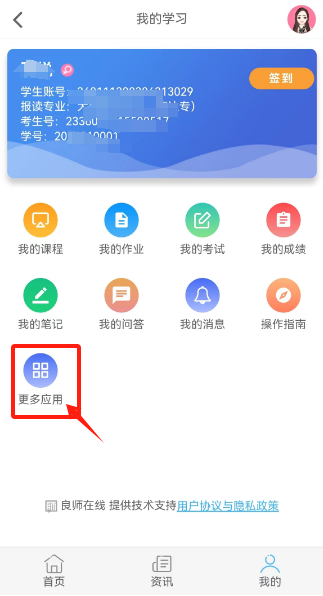 我的学习
签到
学生账号：
报读专业：
考生号：
学号：
我的课程 我的作业 我的考试 我的成绩
我的笔记 我的问答 我的消息 操作指南
更多应用
良师在线 提供技术支持用户协议与隐私政策
首页 资讯 我的